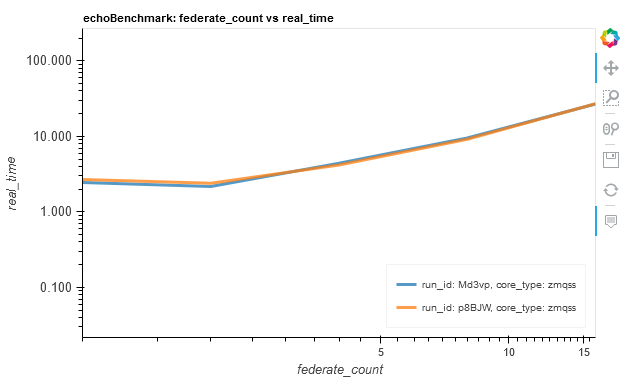 echoBenchmark: federate_count vs real_time
100.000
10.000
1.000
0.100
real_time
run_id: Md3vp, core_type: zmqss
run_id: p8BJW, core_type: zmqss
5
10
15
federate_count